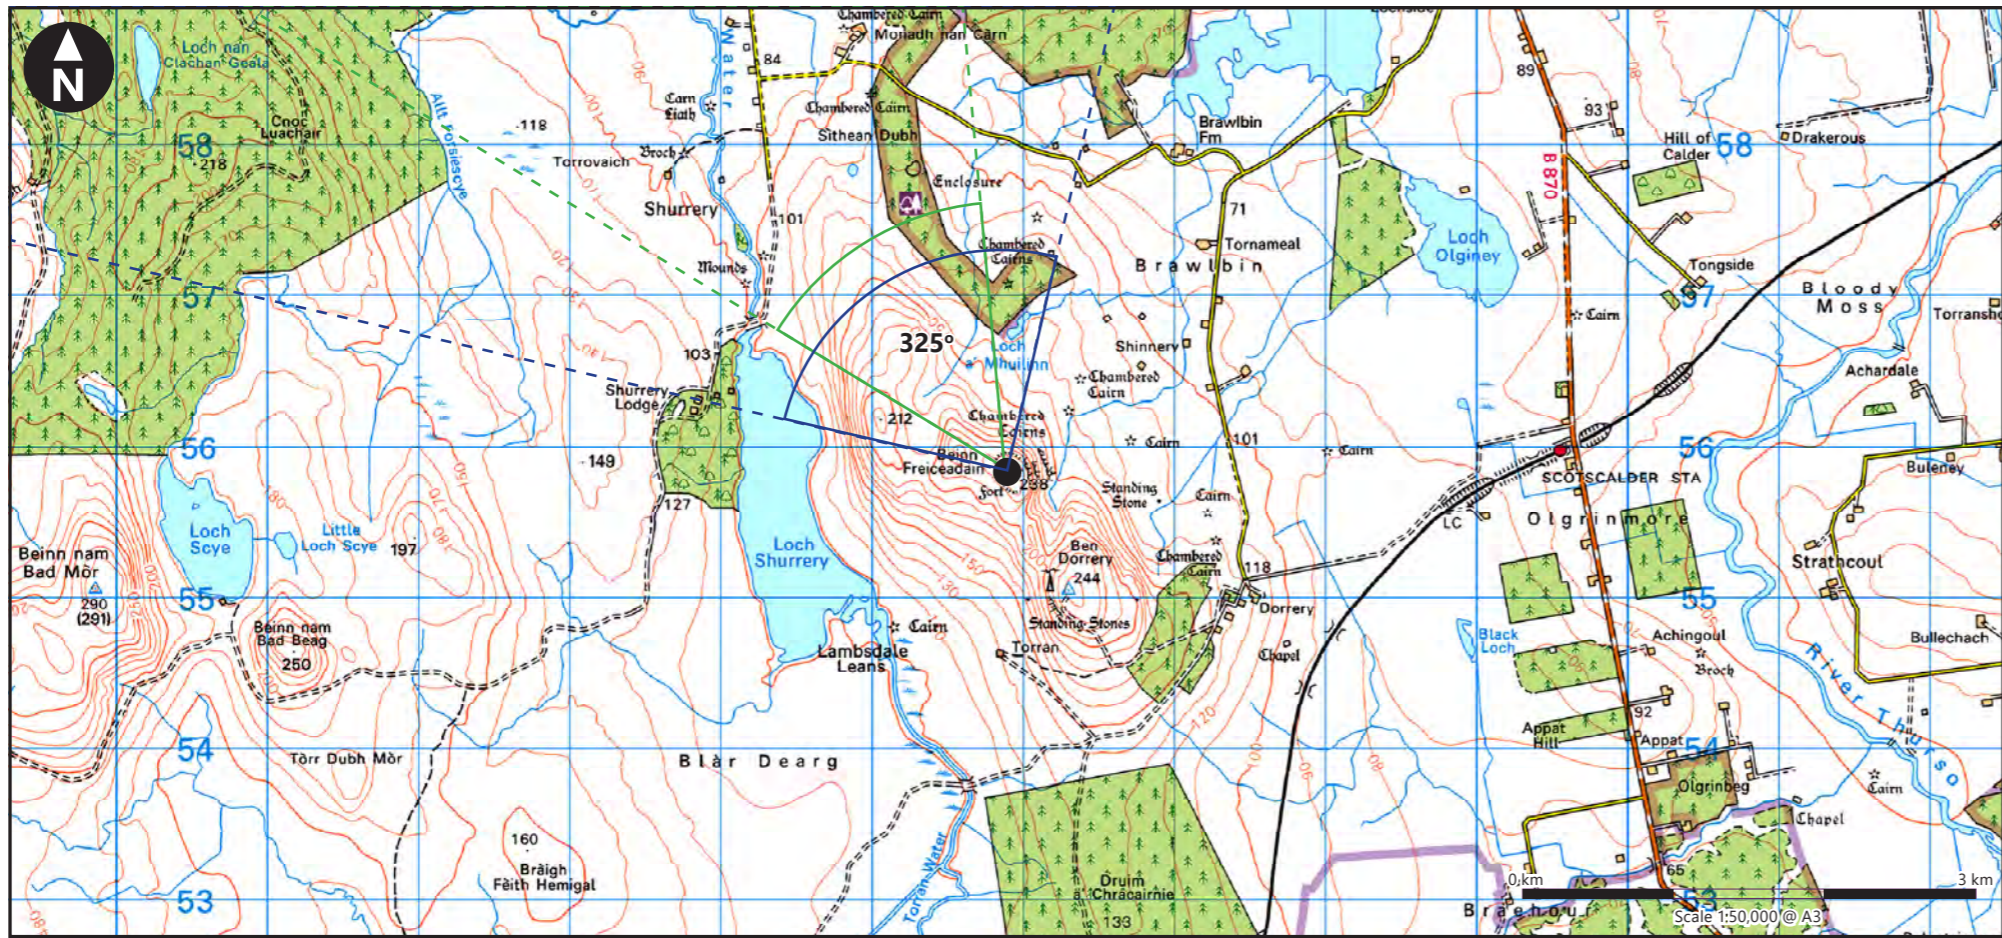 N
Loch nan
Clachan Geala
Cnoc
Luachair
218
Allt Forsiescye
118
Torrovaich
Carn
Liath
Broch
Shurrery
Water
84
Chambered Cairn
Monadh nan Carn
Chambered Cairn
Sithean Dubh
Enclosure
101
Mounds
Chambered
Cairns
Brawlbin
Fm
71
Tornameal
Brawlbin
Lochside
89
93
Hill of
Calder
58
58
Drakerous
B870
Loch
Olginey
Tongside
57
57
Cairn
Bloody
Moss
Achardale
325°
Loch
a' Mhuilinn
Shinnery
Chambered
Cairn
103
Shurrery
Lodge
212
Chambered
Cairns
Cairn
101
Cairn
56
56
Buleney
149
Beinn
Freiceadain
Fort
238
Standing
Stone
Cairn
SCOTSCALDER STA
LC
Olgrinmore
127
Loch
Scye
Little
Loch Scye
197
Beinn nam
Bad Mòr
290
(291)
Loch
Shurrery
Ben
Dorrery
244
Chambered
Cairn
118
Dorrery
Strathcoul
55
55
Beinn nam
Bad Beag
250
Cairn
Standing Stones
Lambsdale
Leans
Torran
Chapel
Black
Loch
Achingoul
Broch
Bullechach
River Thurso
92
Appat
Hill
Appat
54
54
Tòrr Dubh Mòr
Blàr Dearg
Olgrinbeg
Cairn
Chapel
160
Bràigh
Fèith Hemigal
Torran Water
Druim
a' Chracairnie
133
53
53
65
Braehour
0 km
3 km
Scale 1:50,000 @ A3